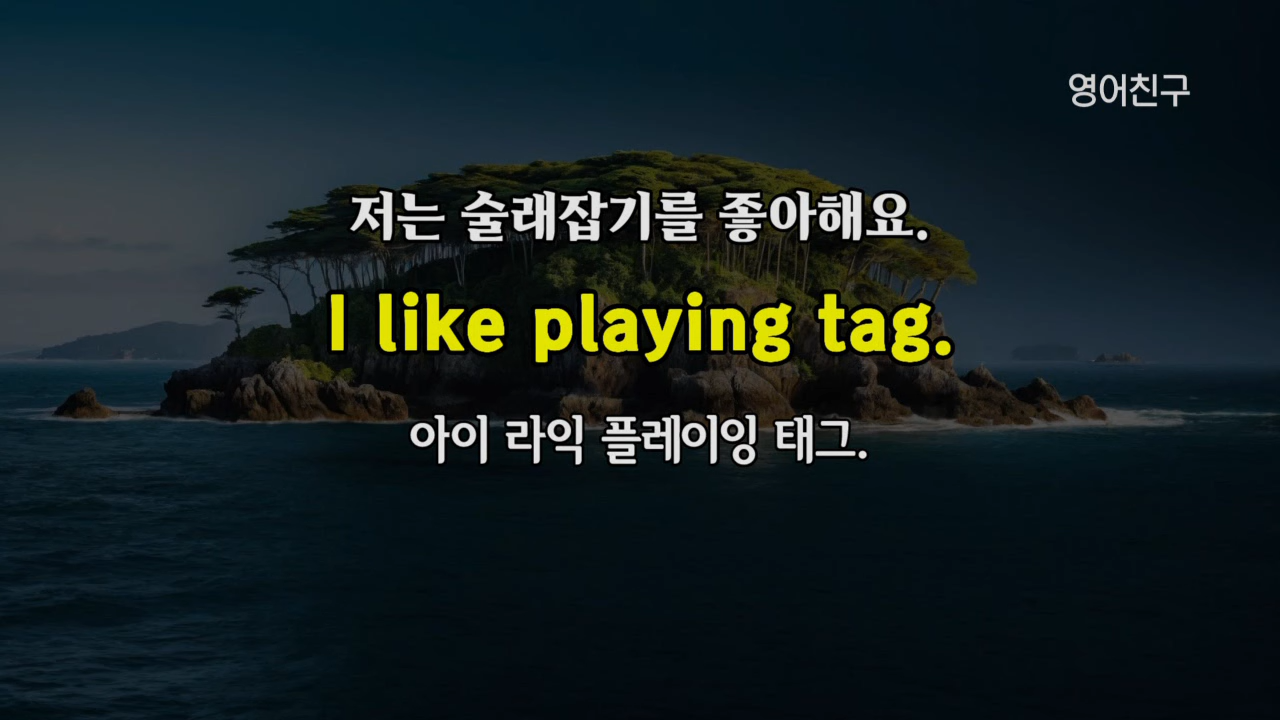 영어친구
저는 술래잡기를 좋아해요.
I like playing tag.
아이 라익 플레이잉 태그.